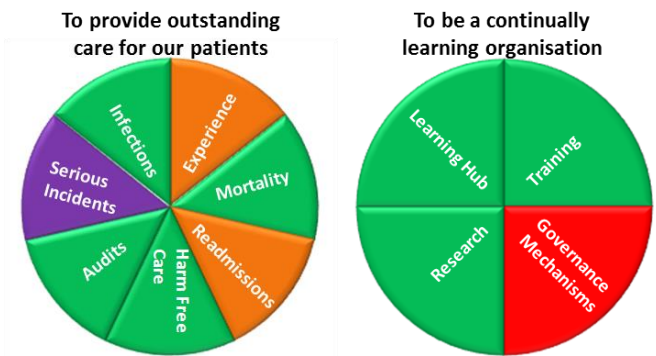 To provide outstanding
care for our patients
Infections
Experience
Mortality
Readmissions
Harm Free
Care
Audits
Serious
Incidents
To be a continually
learning organisation
Learning Hub
Training
Governance
Mechanisms
Research